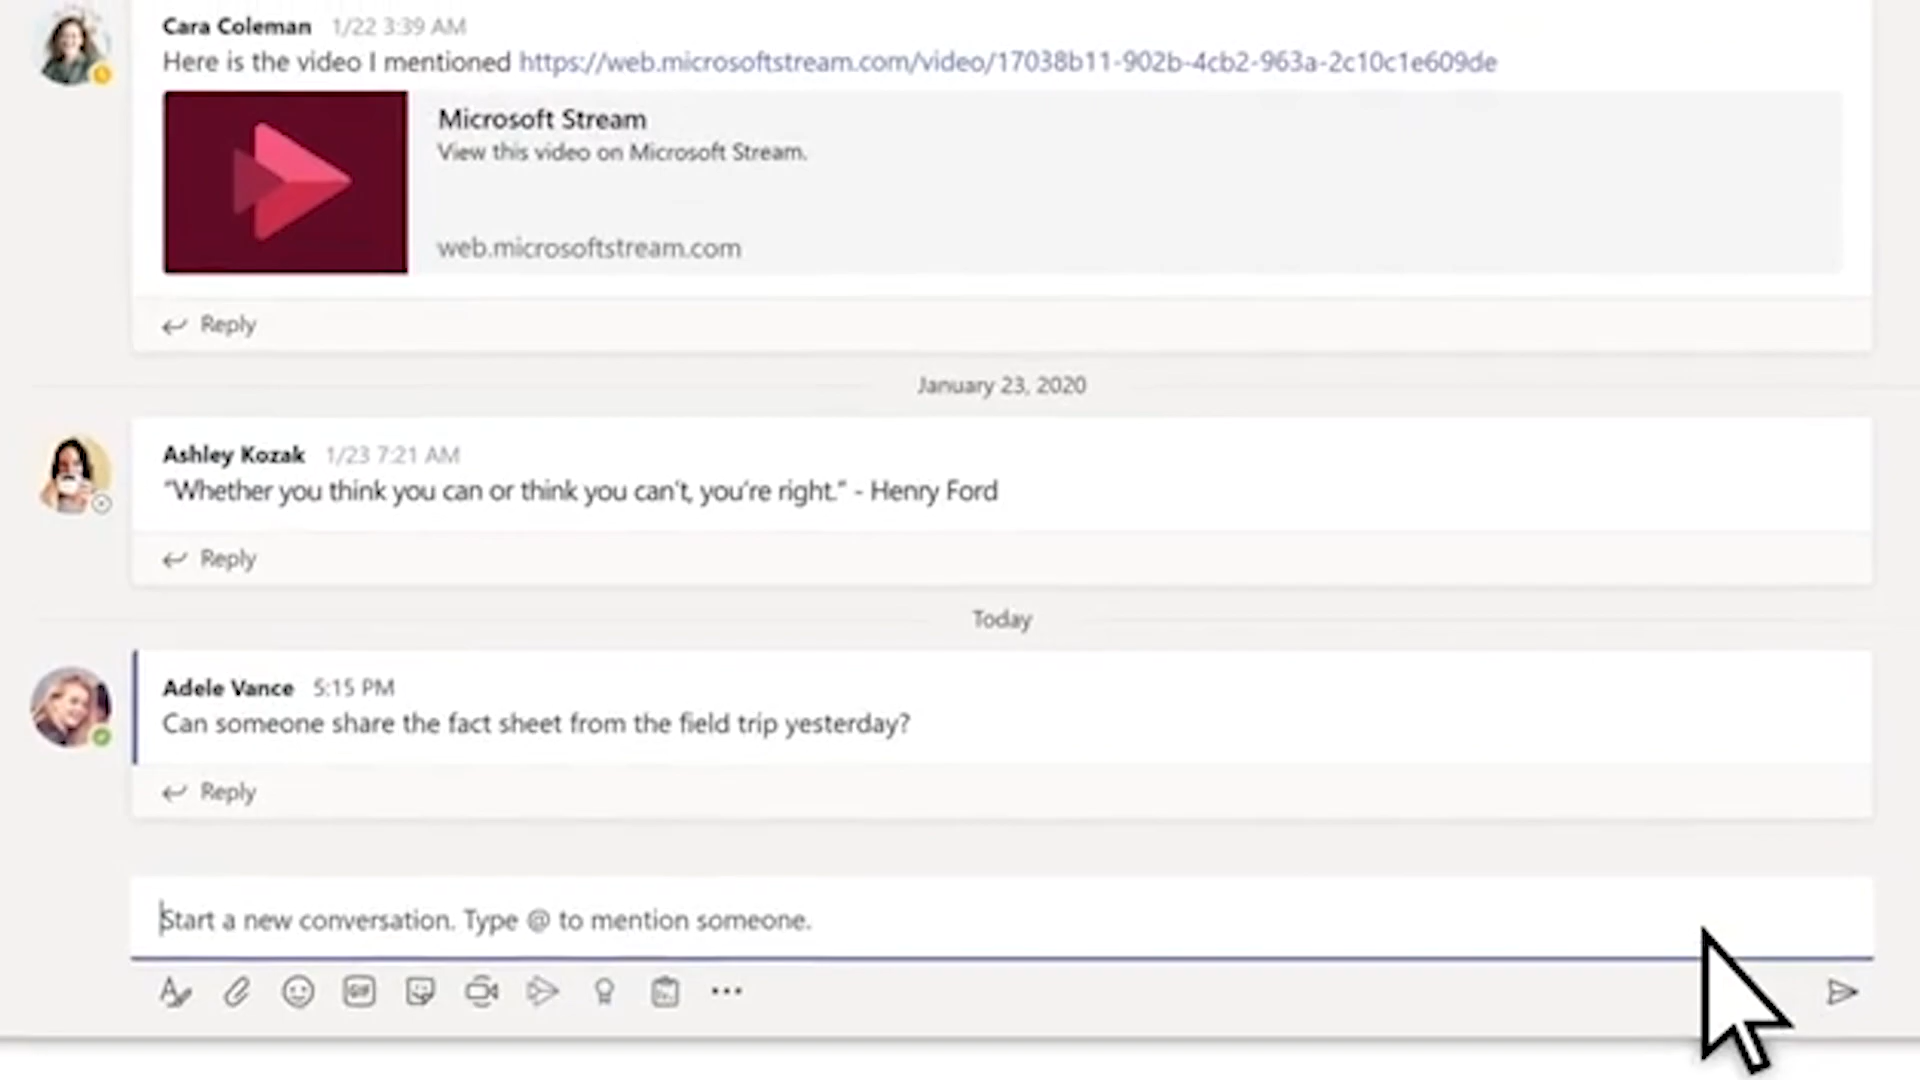 Cara Coleman 1/22 3:39 AM
Here is the video I mentioned https://web.microsoftstream.com/video/17038b11-902b-4cb2-963a-2c10c1e609de
Microsoft Stream
View this video on Microsoft Stream.
web.microsoftstream.com
Reply
January 23, 2020
Ashley Kozak 1/23 7:21 AM
"Whether you think you can or think you can't, you're right." - Henry Ford
Reply
Today
Adele Vance 5:15 PM
Can someone share the fact sheet from the field trip yesterday?
Reply
Start a new conversation. Type @ to mention someone.
GIF